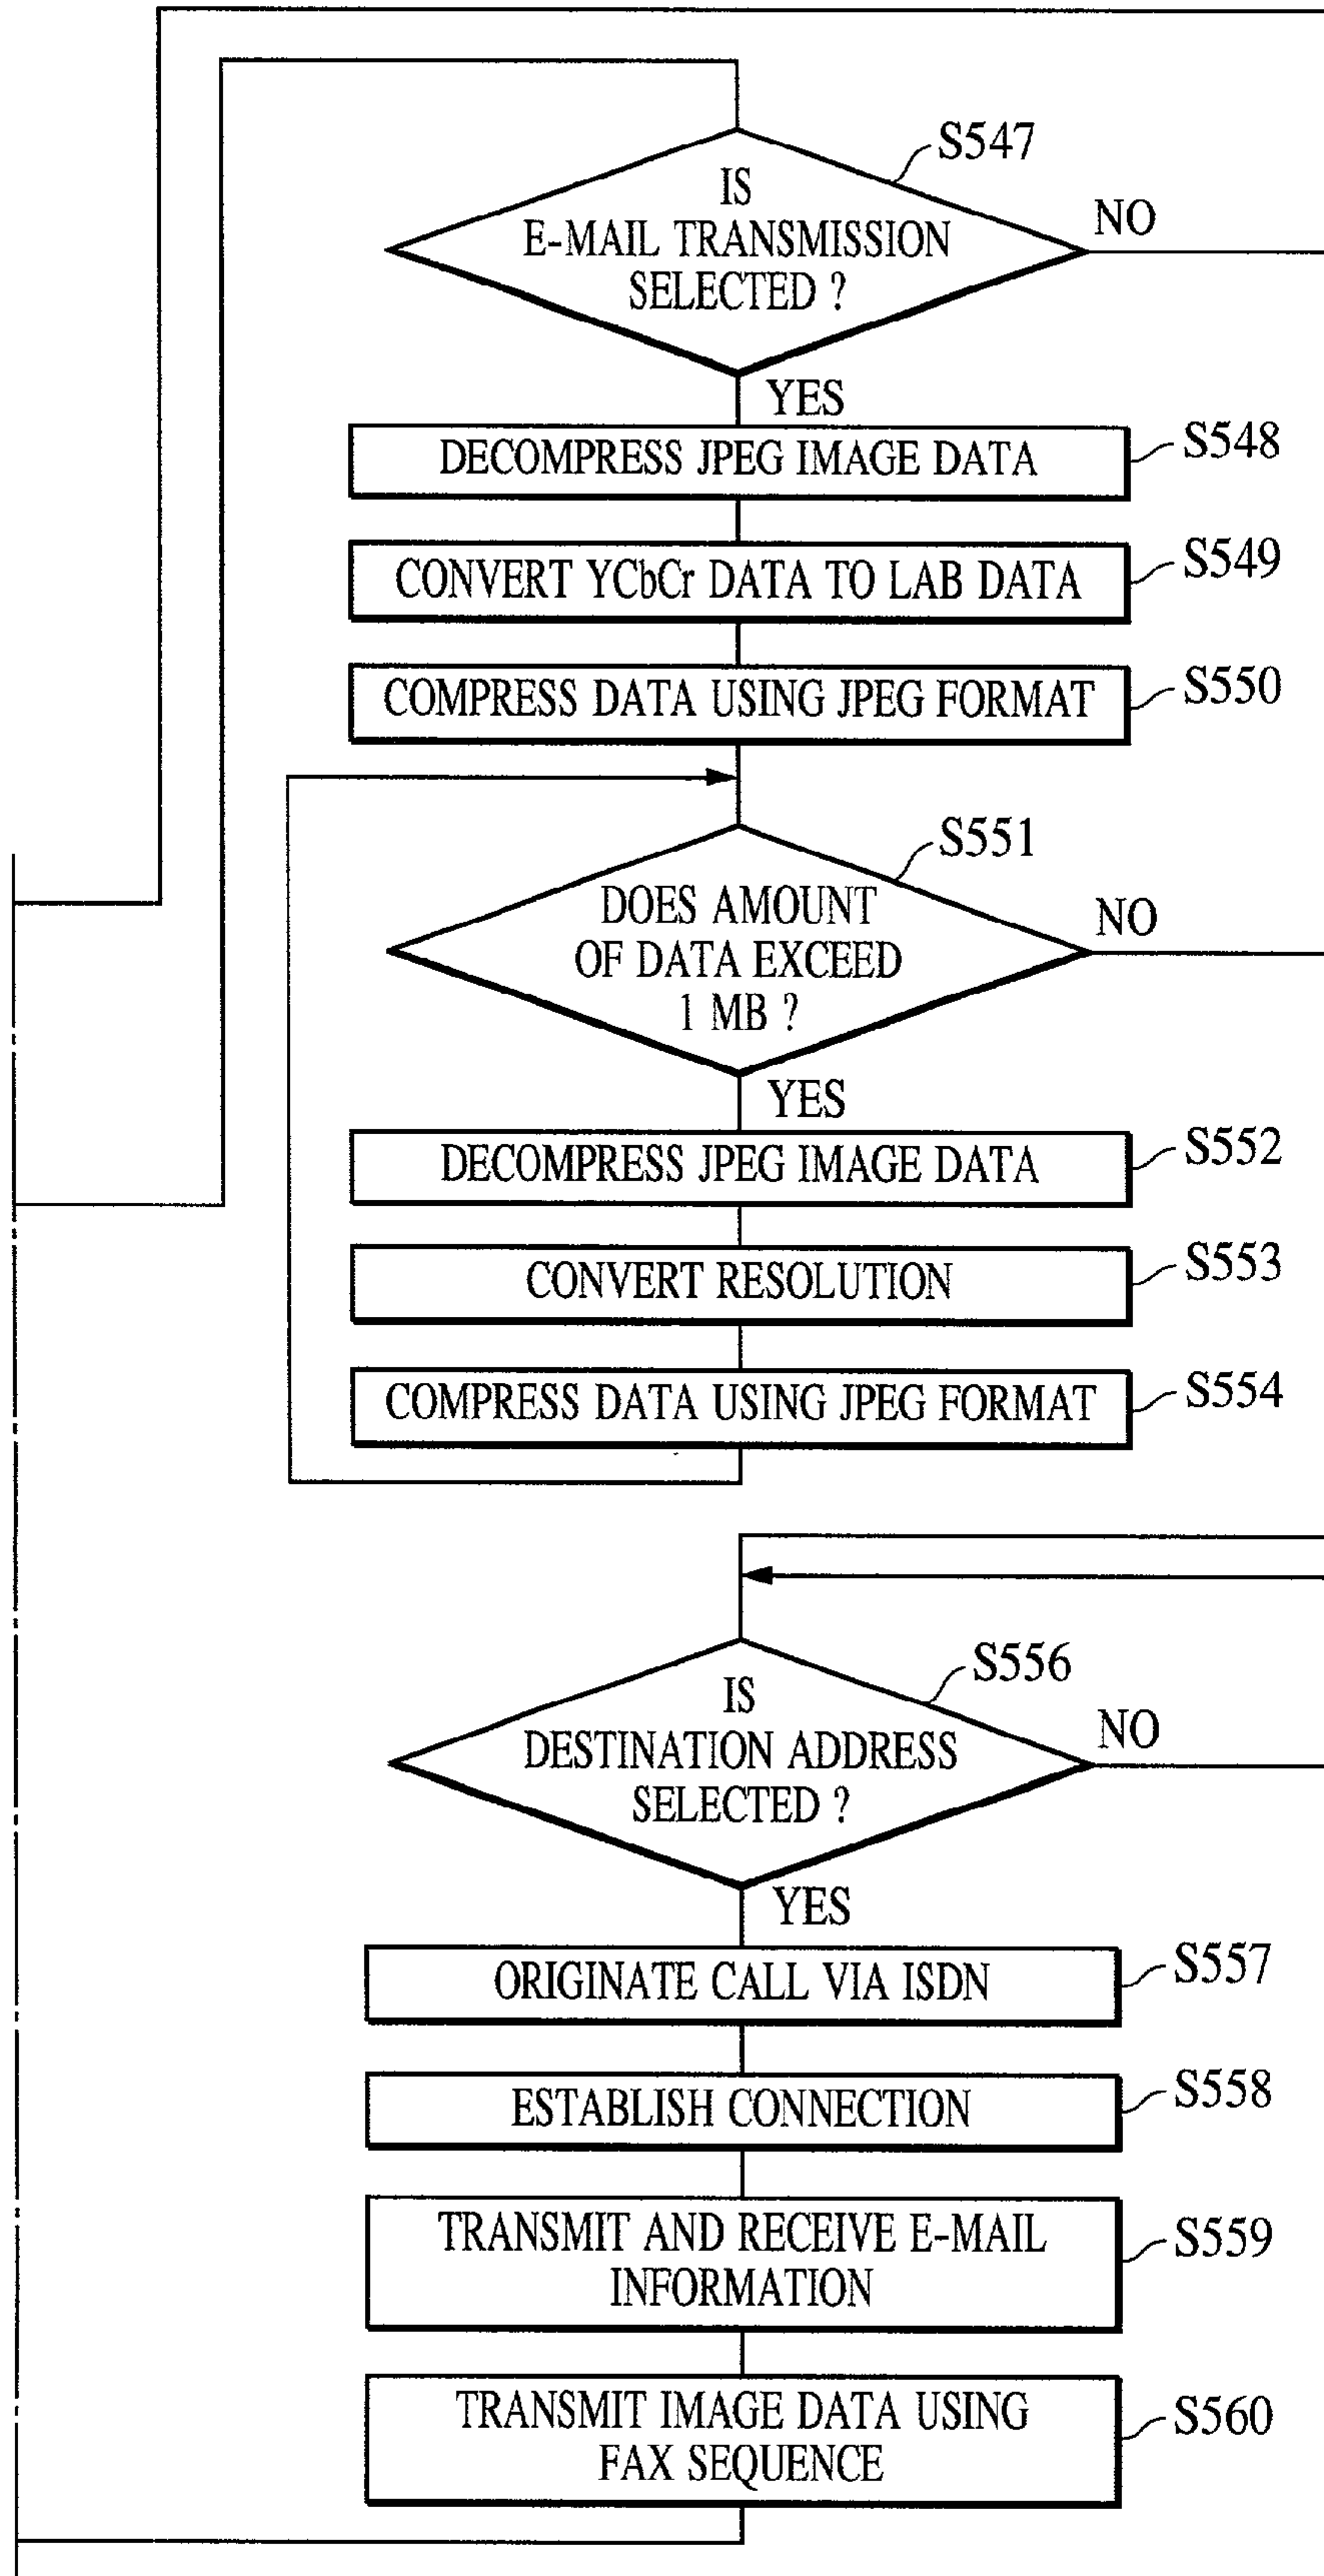 S547
IS
E-MAIL TRANSMISSION
SELECTED ?
NO
YES
DECOMPRESS JPEG IMAGE DATA
S548
CONVERT YCbCr DATA TO LAB DATA
S549
COMPRESS DATA USING JPEG FORMAT
S550
S551
DOES AMOUNT
OF DATA EXCEED
1 MB ?
NO
YES
DECOMPRESS JPEG IMAGE DATA
S552
CONVERT RESOLUTION
S553
COMPRESS DATA USING JPEG FORMAT
S554
S556
IS
DESTINATION ADDRESS
SELECTED ?
NO
YES
ORIGINATE CALL VIA ISDN
S557
ESTABLISH CONNECTION
S558
TRANSMIT AND RECEIVE E-MAIL
INFORMATION
S559
TRANSMIT IMAGE DATA USING
FAX SEQUENCE
S560